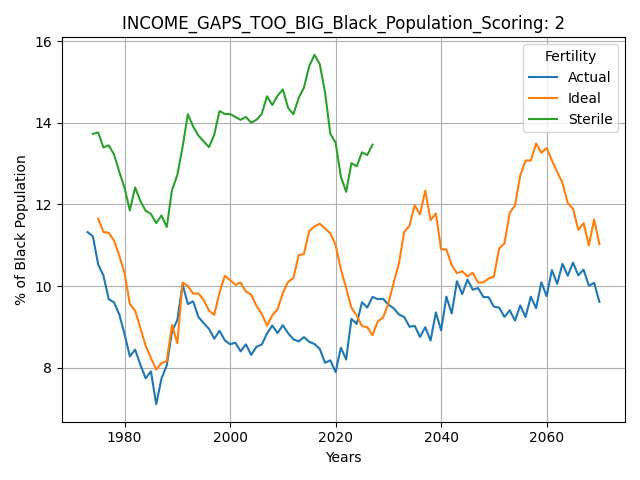 INCOME_GAPS_TOO_BIG_Black_Population_Scoring: 2
16
14
12
10
8
% of Black Population
1980
2000
2020
2040
2060
Years
Fertility
Actual
Ideal
Sterile